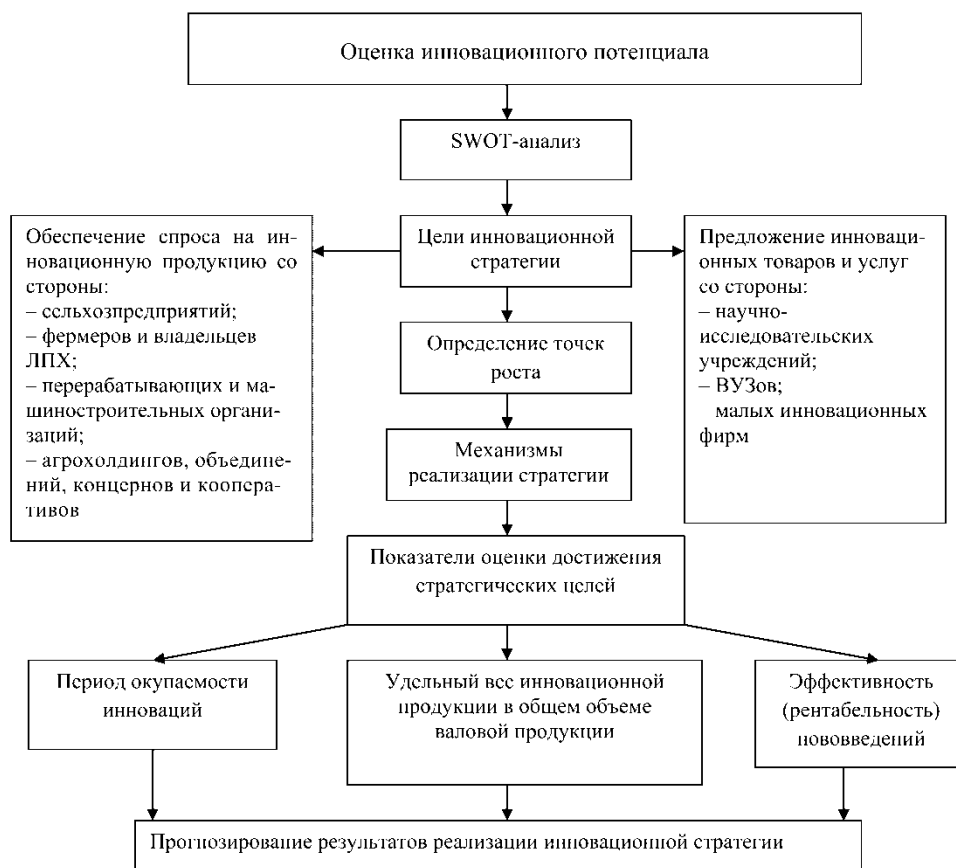 Оценка инновационного потенциала
SWOT-анализ
Обеспечение спроса на ин-
новационную продукцию со
стороны:
– сельхозпредприятий;
– фермеров и владельцев
ЛПХ;
– перерабатывающих и ма-
шиностроительных органи-
заций;
– агрохолдингов, объедине-
ний, концернов и коопера-
тивов
Цели инновационной
стратегии
Предложение инноваци-
онных товаров и услуг
со стороны:
– научно-
исследовательских
учреждений;
– ВУЗов;
малых инновационных
фирм
Определение точек
роста
Механизмы
реализации стратегии
Показатели оценки достижения
стратегических целей
Период окупаемости
инноваций
Удельный вес инновационной
продукции в общем объеме
валовой продукции
Эффективность
(рентабельность)
нововведений
Прогнозирование результатов реализации инновационной стратегии